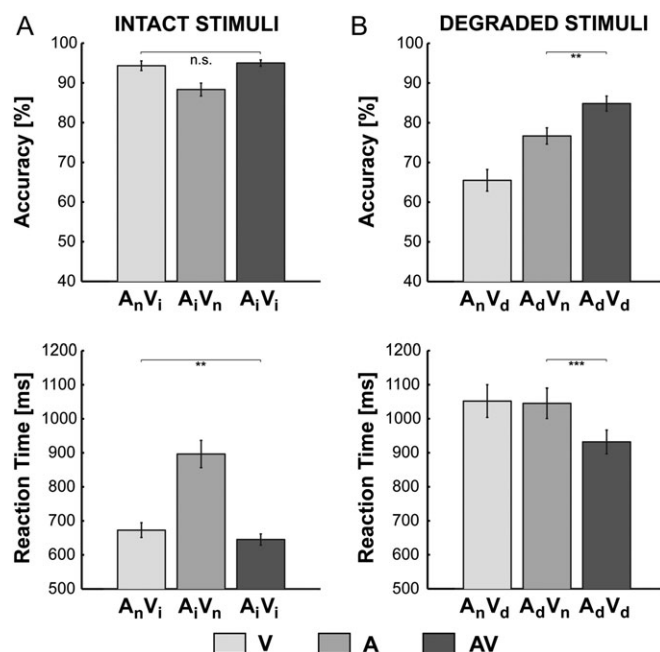 A INTACT STIMULI
Accuracy [%]
100
90
80
70
60
50
40
n.s.
AnVi AiVn AiVi
B DEGRADED STIMULI
Accuracy [%]
100
90
80
70
60
50
40
**
AnVd AdVn AdVd
Reaction Time [ms]
1200
1100
1000
900
800
700
600
500
**
AnVi AiVn AiVi
Reaction Time [ms]
1200
1100
1000
900
800
700
600
500
***
AnVd AdVn AdVd
V A AV